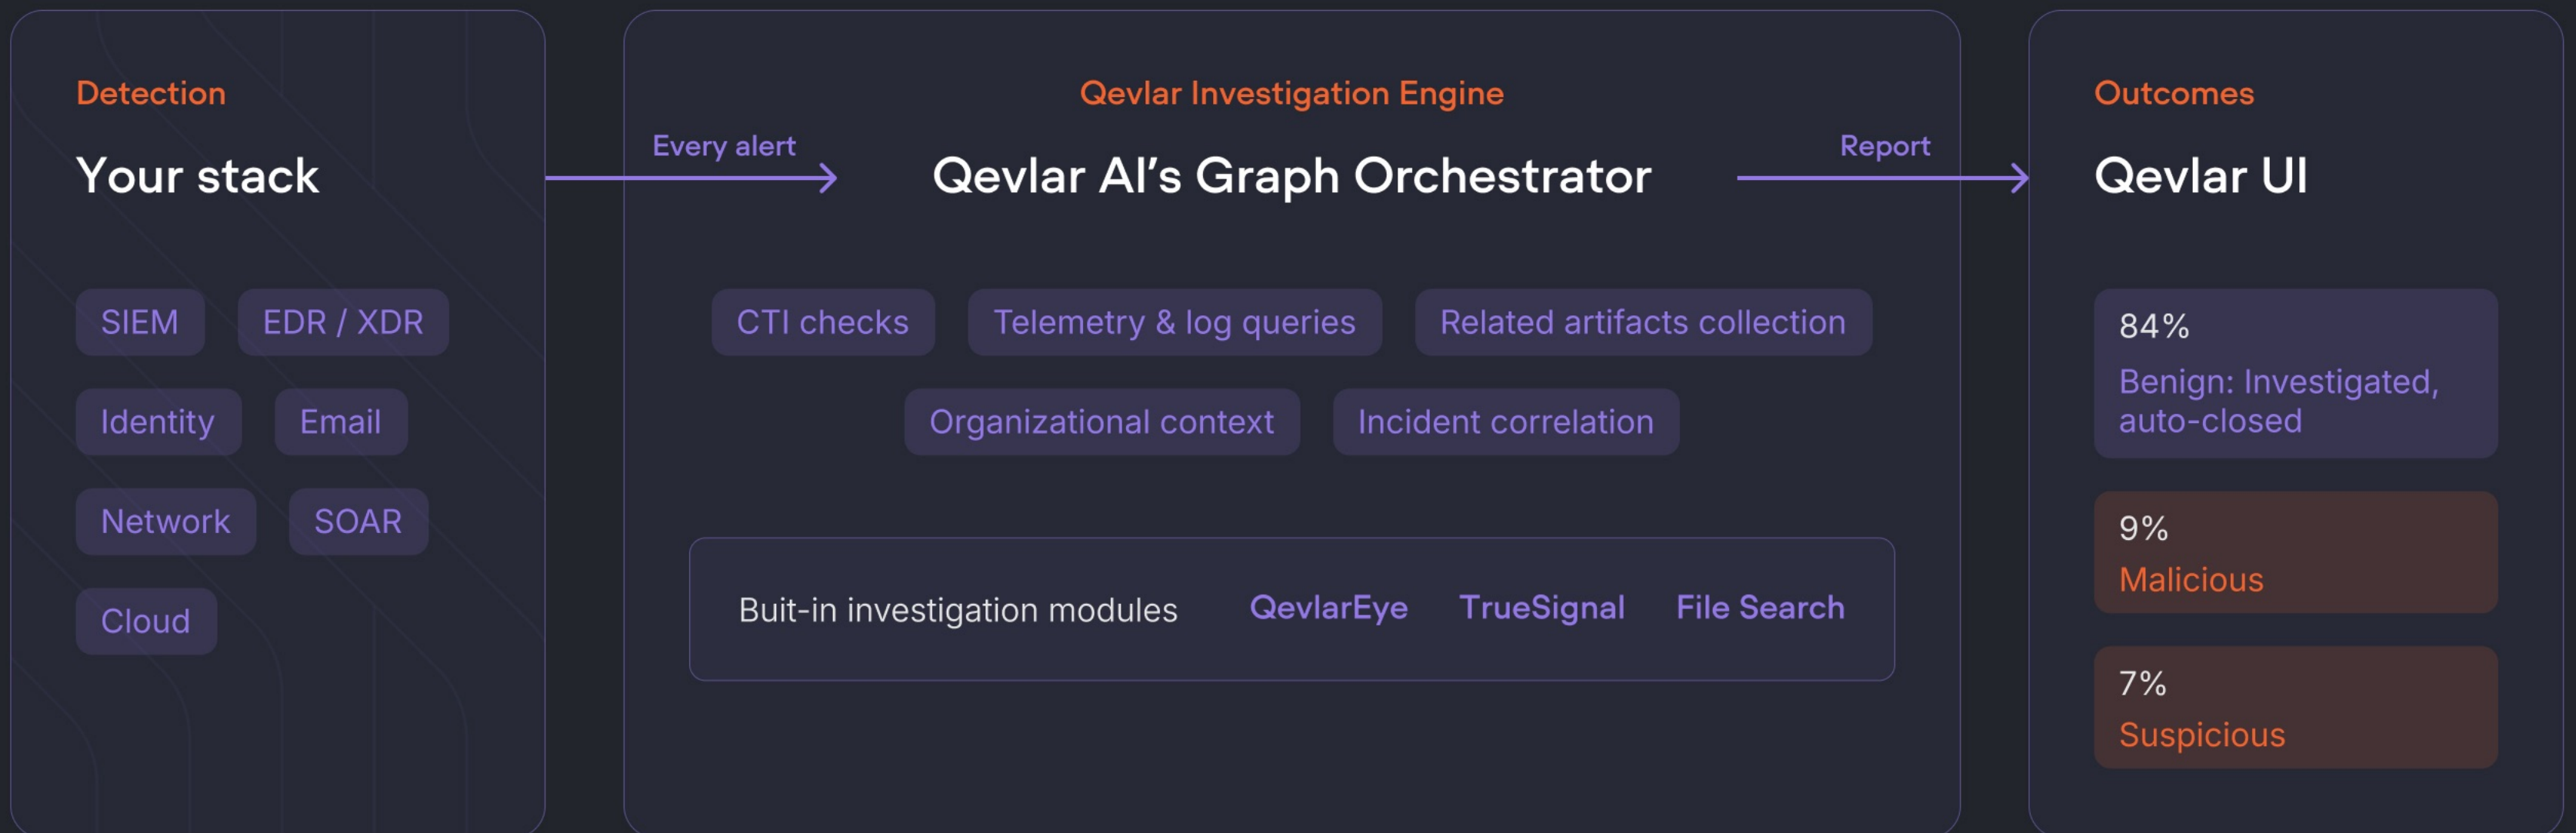 Detection
Your stack
SIEM
EDR / XDR
Identity
Email
Network
SOAR
Cloud
Every alert
Qevlar Investigation Engine
Qevlar AI’s Graph Orchestrator
CTI checks
Telemetry & log queries
Related artifacts collection
Organizational context
Incident correlation
Buit-in investigation modules
QevlarEye
TrueSignal
File Search
Report
Outcomes
Qevlar UI
84%
Benign: Investigated,
auto-closed
9%
Malicious
7%
Suspicious